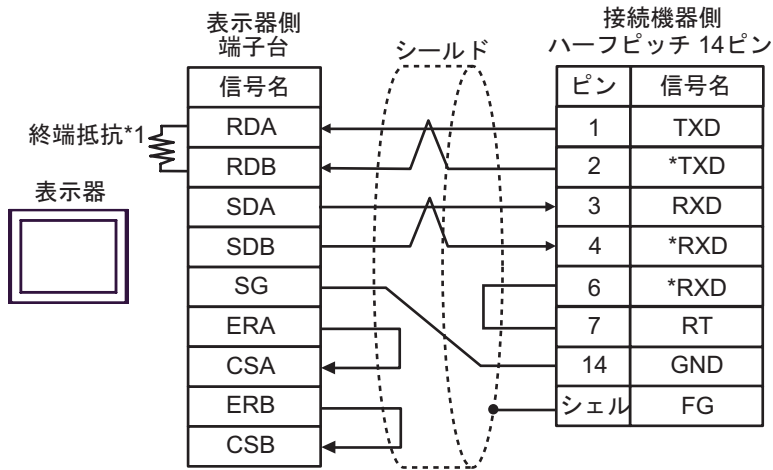 表示器側
端子台
シールド
接続機器側
ハーフピッチ 14ピン
終端抵抗*1
表示器
信号名
RDA
RDB
SDA
SDB
SG
ERA
CSA
ERB
CSB
ピン 信号名
1 TXD
2 *TXD
3 RXD
4 *RXD
6 *RXD
7 RT
14 GND
シェル FG